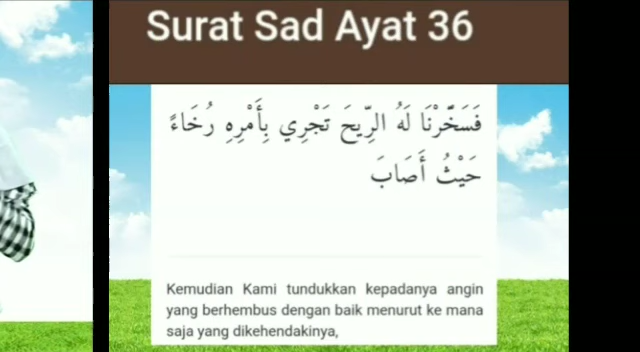 Surat Sad Ayat 36
فَسَخَّرْنَا لَهُ الرِّيحَ تَجْرِي بِأَمْرِهِ رُخَاءً
حَيْثُ أَصَابَ
Kemudian Kami tundukkan kepadanya angin
yang berhembus dengan baik menurut ke mana
saja yang dikehendakinya,